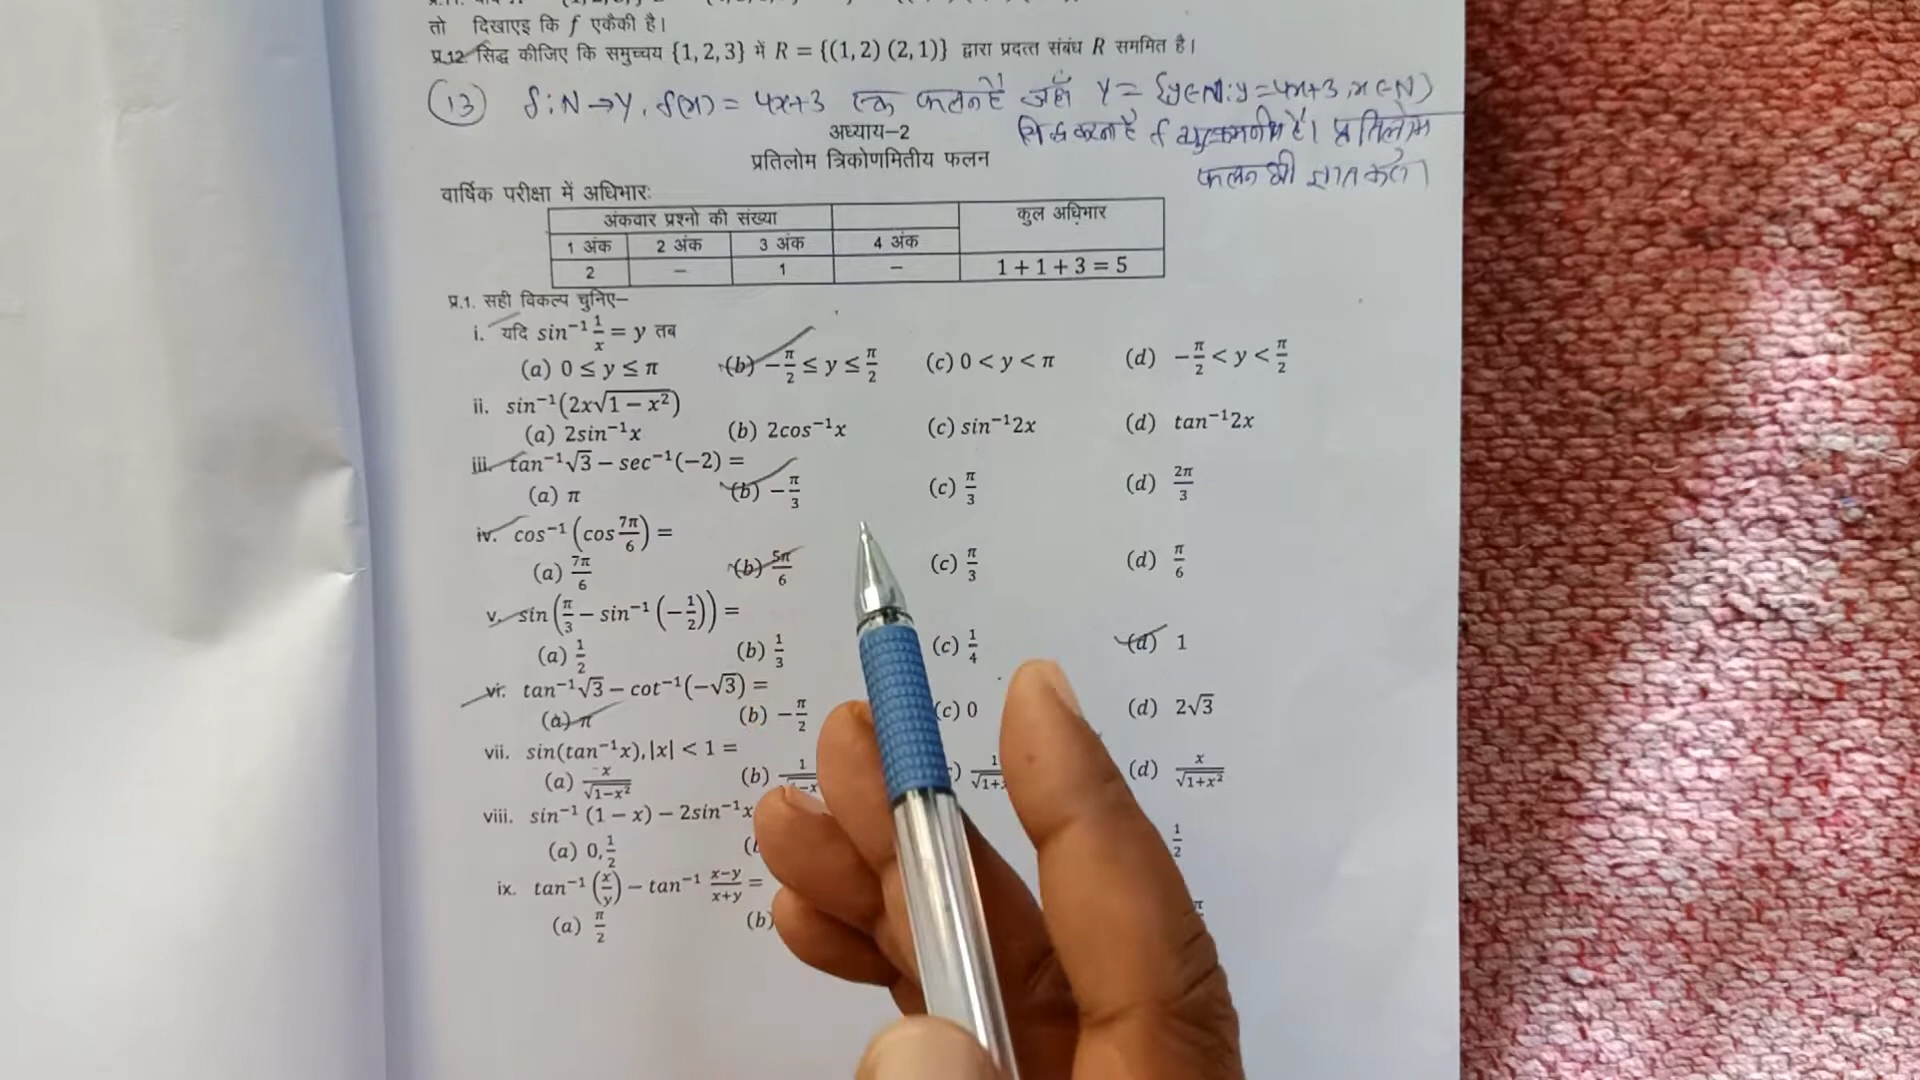 तो दिखाइए कि f एकैकी है।
प्र.12. सिद्ध कीजिए कि समुच्चय {1, 2, 3} में R = {(1, 2) (2, 1)} द्वारा प्रदत्त संबंध R सममित है।
(13) f : N → Y, f(x) = 4x+3 एक फलन है जहाँ Y = {y∈N: y = 4x+3, x∈N)
सिद्ध करना है f व्युत्क्रमणीय है। प्रतिलोम
फलन भी ज्ञात करो।
अध्याय–2
प्रतिलोम त्रिकोणमितीय फलन
वार्षिक परीक्षा में अधिभारः
अंकवार प्रश्नो की संख्या कुल अधिभार
1 अंक 2 अंक 3 अंक 4 अंक
2 – 1 – 1 + 1 + 3 = 5
प्र.1. सही विकल्प चुनिए–
i. यदि sin⁻¹ 1/x = y तब
(a) 0 ≤ y ≤ π (b) −π/2 ≤ y ≤ π/2 (c) 0 < y < π (d) −π/2 < y < π/2
ii. sin⁻¹(2x√(1 − x²))
(a) 2sin⁻¹x (b) 2cos⁻¹x (c) sin⁻¹2x (d) tan⁻¹2x
iii. tan⁻¹√3 − sec⁻¹(−2) =
(a) π (b) −π/3 (c) π/3 (d) 2π/3
iv. cos⁻¹ (cos 7π/6) =
(a) 7π/6 (b) 5π/6 (c) π/3 (d) π/6
v. sin (π/3 − sin⁻¹ (−1/2)) =
(a) 1/2 (b) 1/3 (c) 1/4 (d) 1
vi. tan⁻¹√3 − cot⁻¹(−√3) =
(a) π (b) −π/2 (c) 0 (d) 2√3
vii. sin(tan⁻¹x), |x| < 1 =
(a) x/√(1−x²) (b) (d) x/√(1+x²)
viii. sin⁻¹ (1 − x) − 2sin⁻¹x
(a) 0, 1/2 1/2
ix. tan⁻¹ (x/y) − tan⁻¹ (x−y)/(x+y) =
(a) π/2 (b)